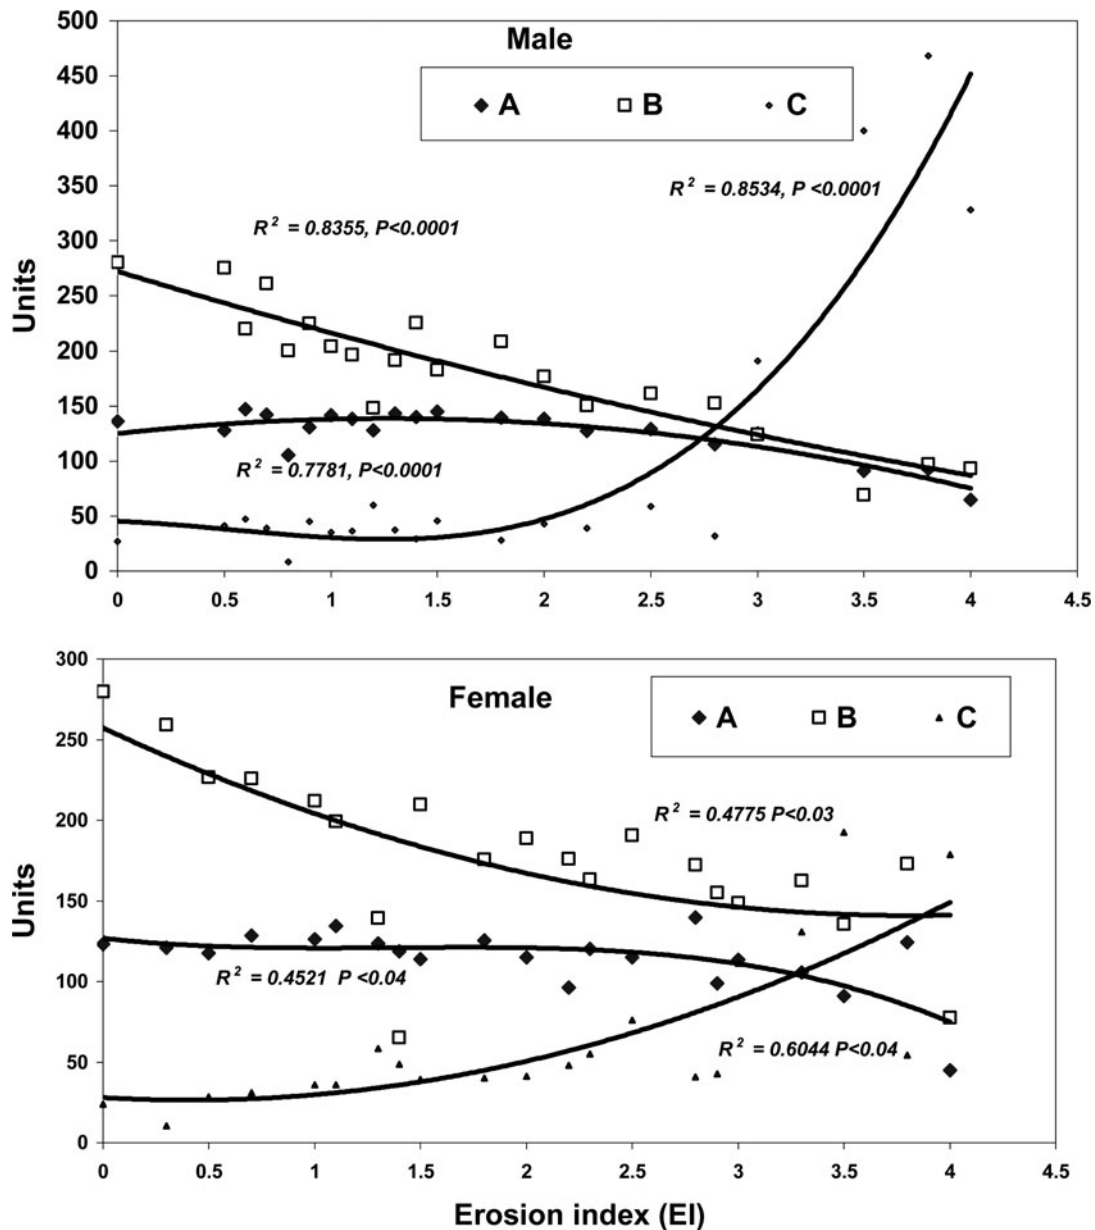 500
Male
450
A B C
400
350
R² = 0.8534, P <0.0001
300
R² = 0.8355, P<0.0001
250
Units
200
150
100
R² = 0.7781, P<0.0001
50
0
0 0.5 1 1.5 2 2.5 3 3.5 4 4.5
300
Female
A B C
250
R² = 0.4775 P<0.03
200
Units
150
100
R² = 0.4521 P <0.04
R² = 0.6044 P<0.04
50
0
0 0.5 1 1.5 2 2.5 3 3.5 4 4.5
Erosion index (EI)